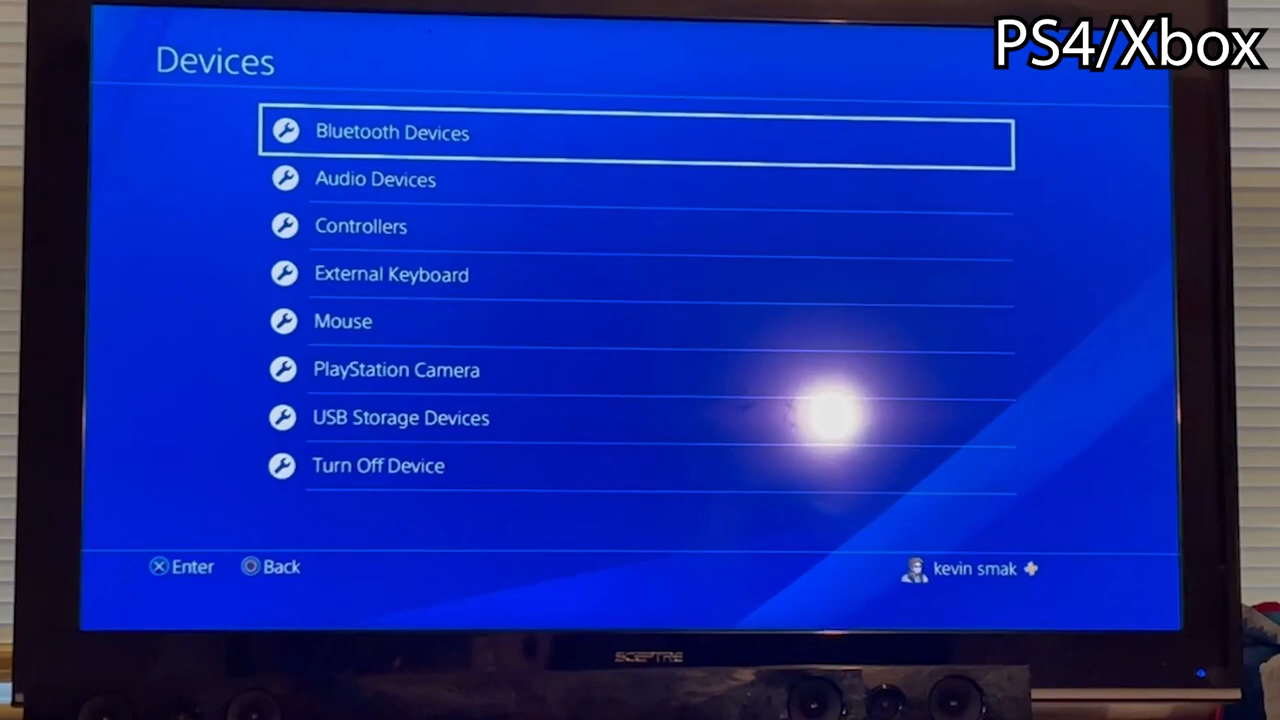 PS4/Xbox
Devices
Bluetooth Devices
Audio Devices
Controllers
External Keyboard
Mouse
PlayStation Camera
USB Storage Devices
Turn Off Device
Enter
Back
kevin smak
SCEPTRE